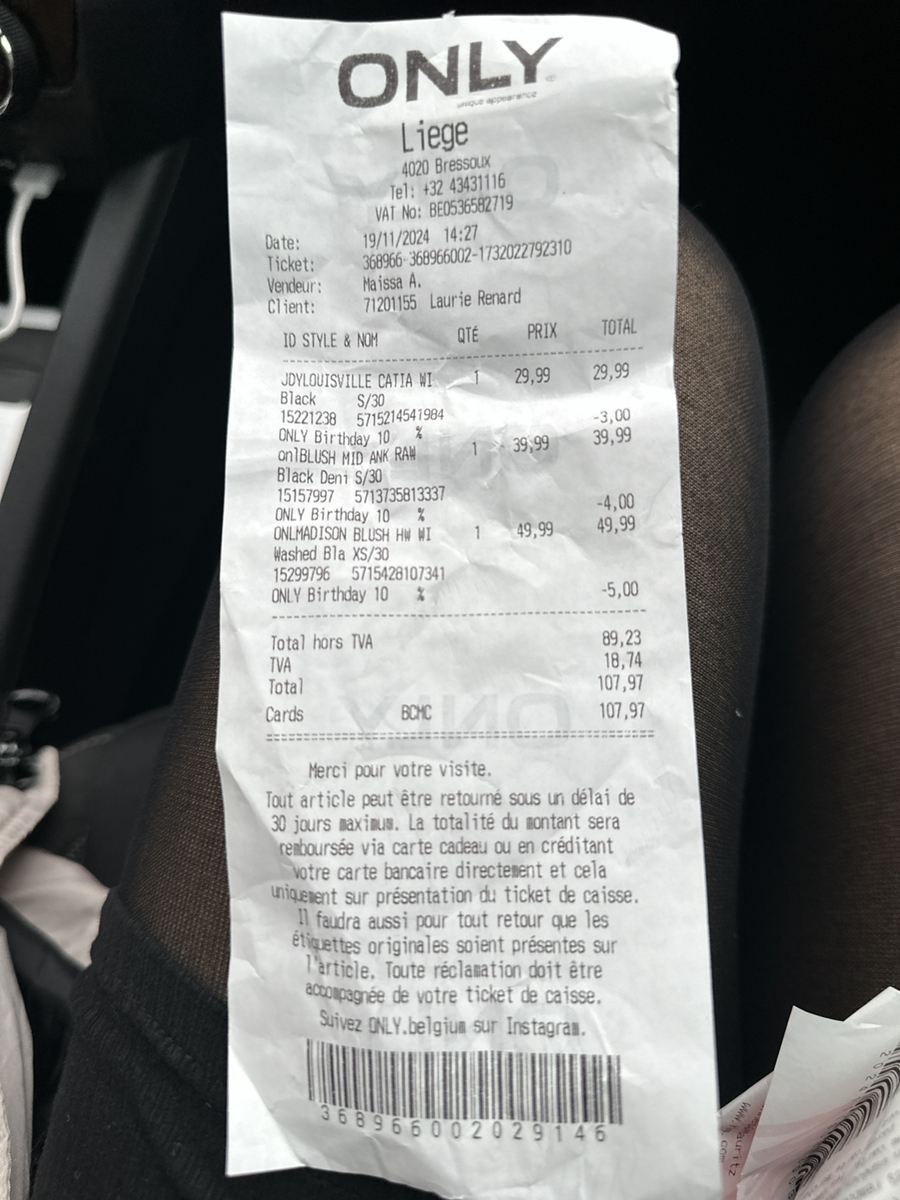 ONLY
unique appearance
Liege
4020 Bressoux
Tel: +32 43431116
VAT No: BE0536582719
Date: 19/11/2024 14:27
Ticket: 368966-368966002-1732022792310
Vendeur: Maissa A.
Client: 71201155 Laurie Renard
ID STYLE & NOM QTÉ PRIX TOTAL
JDYLOUISVILLE CATIA WI 1 29,99 29,99
Black S/30
15221238 5715214541984 -3,00
ONLY Birthday 10 % 39,99
onlBLUSH MID ANK RAW 1 39,99
Black Deni S/30
15157997 5713735813337
ONLY Birthday 10 % -4,00
ONLMADISON BLUSH HW WI 1 49,99 49,99
Washed Bla XS/30
15299796 5715428107341
ONLY Birthday 10 % -5,00
Total hors TVA 89,23
TVA 18,74
Total 107,97
Cards BCMC 107,97
Merci pour votre visite.
Tout article peut être retourné sous un délai de
30 jours maximum. La totalité du montant sera
remboursée via carte cadeau ou en créditant
votre carte bancaire directement et cela
uniquement sur présentation du ticket de caisse.
Il faudra aussi pour tout retour que les
étiquettes originales soient présentes sur
l'article. Toute réclamation doit être
accompagnée de votre ticket de caisse.
Suivez ONLY.belgium sur Instagram.
368966002029146